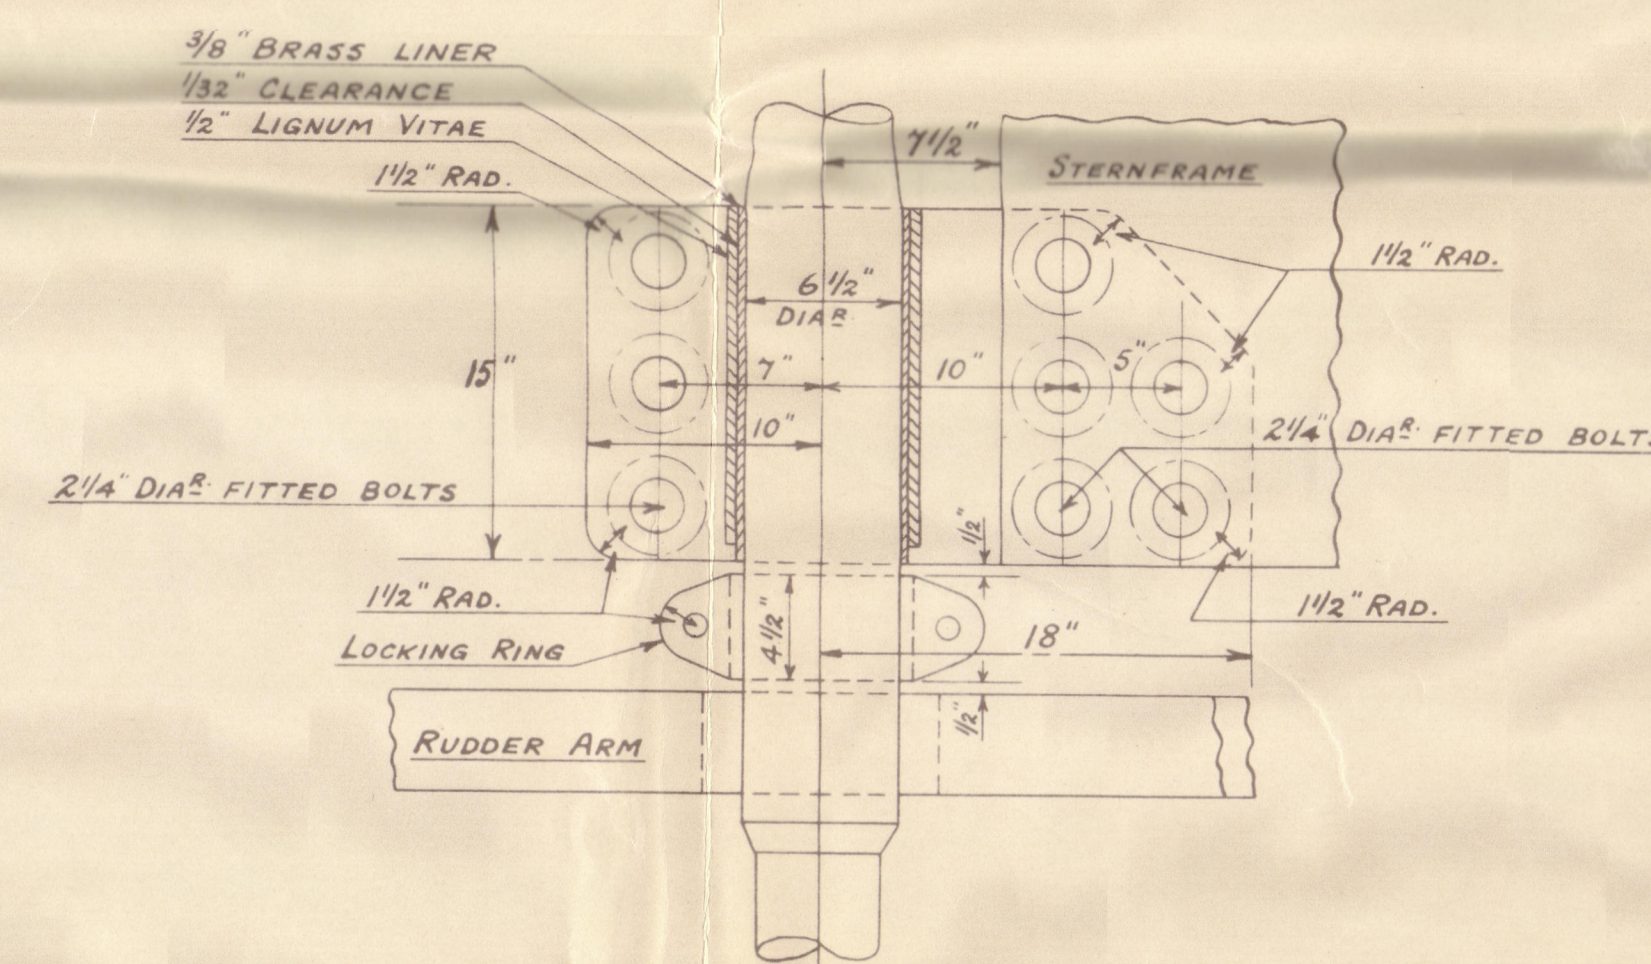 3/8" BRASS LINER
1/32" CLEARANCE
1/2" LIGNUM VITAE
1 1/2" RAD.
7 1/2"
STERNFRAME
1 1/2" RAD.
6 1/2"
DIAR.
15"
7"
10"
5"
10"
2 1/4" DIAR. FITTED BOLTS
2 1/4" DIAR. FITTED BOLTS
1/2"
1 1/2" RAD.
4 1/2"
18"
1 1/2" RAD.
LOCKING RING
1/2"
RUDDER ARM